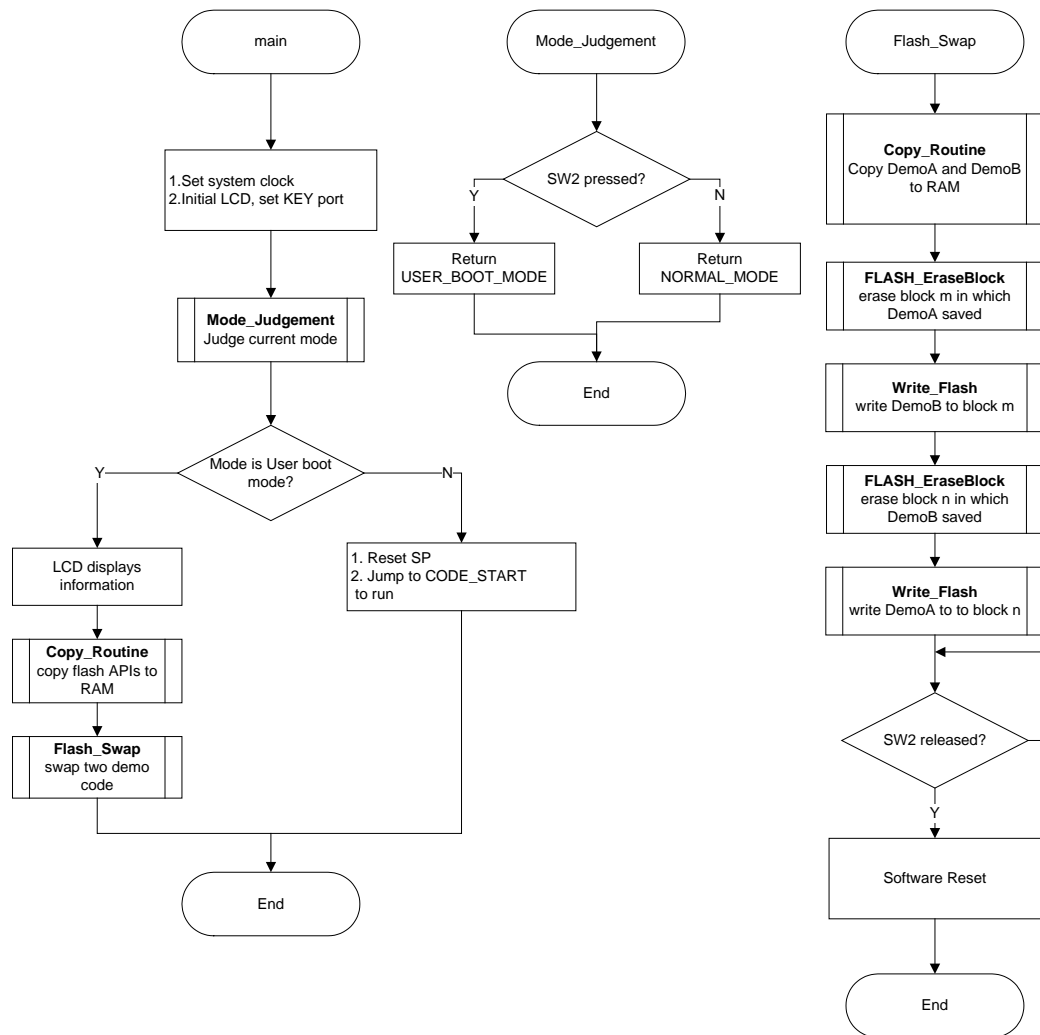 main
1.Set system clock
2.Initial LCD, set KEY port
Mode_Judgement
Judge current mode
Mode is User boot
mode?
Y
N
LCD displays
information
Copy_Routine
copy flash APIs to
RAM
Flash_Swap
swap two demo
code
1. Reset SP
2. Jump to CODE_START
to run
End
Mode_Judgement
SW2 pressed?
Y
N
Return
USER_BOOT_MODE
Return
NORMAL_MODE
End
Flash_Swap
Copy_Routine
Copy DemoA and DemoB
to RAM
FLASH_EraseBlock
erase block m in which
DemoA saved
Write_Flash
write DemoB to block m
FLASH_EraseBlock
erase block n in which
DemoB saved
Write_Flash
write DemoA to to block n
SW2 released?
Y
Software Reset
End